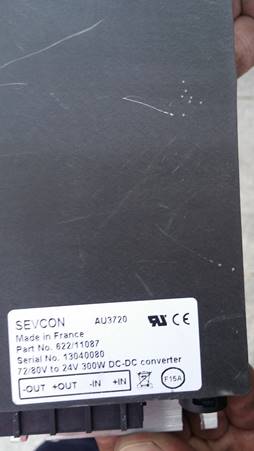 SEVCON AU3720
Made in France
Part No. 622/11087
Serial No. 13040080
72/80V to 24V 300W DC-DC converter
-OUT +OUT -IN +IN F15A